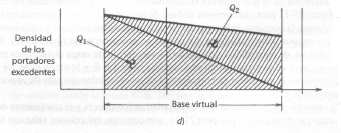 Q₂
Densidad
de los
portadores
excedentes
Q₁
Base virtual
d)